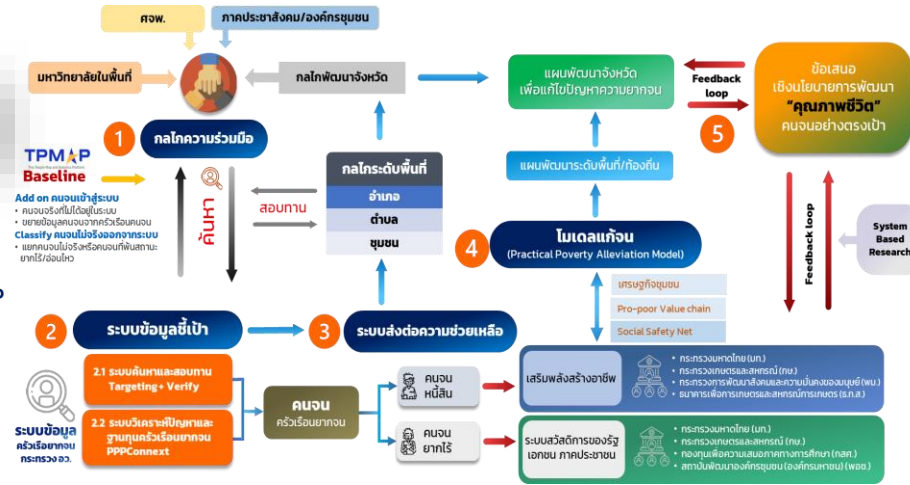 ศจพ.
ภาคประชาสังคม/องค์กรชุมชน
มหาวิทยาลัยในพื้นที่
กลไกพัฒนาจังหวัด
แผนพัฒนาจังหวัด
เพื่อแก้ไขปัญหาความยากจน
Feedback
loop
ข้อเสนอ
เชิงนโยบายการพัฒนา
“คุณภาพชีวิต”
คนจนอย่างตรงเป้า
5
1
กลไกความร่วมมือ
TPMAP
Baseline
Add on คนจนเข้าสู่ระบบ
• คนจนจริงที่ไม่ได้อยู่ในระบบ
• ขยายข้อมูลคนจนจากครัวเรือนคนจน
Classify คนจนไม่จริงออกจากระบบ
• แยกคนจนไม่จริงหรือคนจนที่พ้นสถานะ
ยากไร้/อ่อนไหว
ค้นหา
สอบทาน
กลไกระดับพื้นที่
อำเภอ
ตำบล
ชุมชน
แผนพัฒนาระดับพื้นที่/ท้องถิ่น
4
โมเดลแก้จน
(Practical Poverty Alleviation Model)
Feedback loop
System
Based
Research
เศรษฐกิจชุมชน
Pro-poor Value chain
Social Safety Net
2
ระบบข้อมูลชี้เป้า
3
ระบบส่งต่อความช่วยเหลือ
2.1 ระบบค้นหาและสอบทาน
Targeting+ Verify
2.2 ระบบวิเคราะห์ปัญหาและ
ฐานทุนครัวเรือนยากจน
PPPConnext
ระบบข้อมูล
ครัวเรือยากจน
กระทรวง อว.
คนจน
ครัวเรือนยากจน
คนจน
หนี้สิน
คนจน
ยากไร้
เสริมพลังสร้างอาชีพ
• กระทรวงมหาดไทย (มท.)
• กระทรวงเกษตรและสหกรณ์ (กษ.)
• กระทรวงการพัฒนาสังคมและความมั่นคงของมนุษย์ (พม.)
• ธนาคารเพื่อการเกษตรและสหกรณ์การเกษตร (ธ.ก.ส.)
ระบบสวัสดิการของรัฐ
เอกชน ภาคประชาชน
• กระทรวงมหาดไทย (มท.)
• กระทรวงเกษตรและสหกรณ์ (กษ.)
• กองทุนเพื่อความเสมอภาคทางการศึกษา (กสศ.)
• สถาบันพัฒนาองค์กรชุมชน (องค์กรมหาชน) (พอช.)